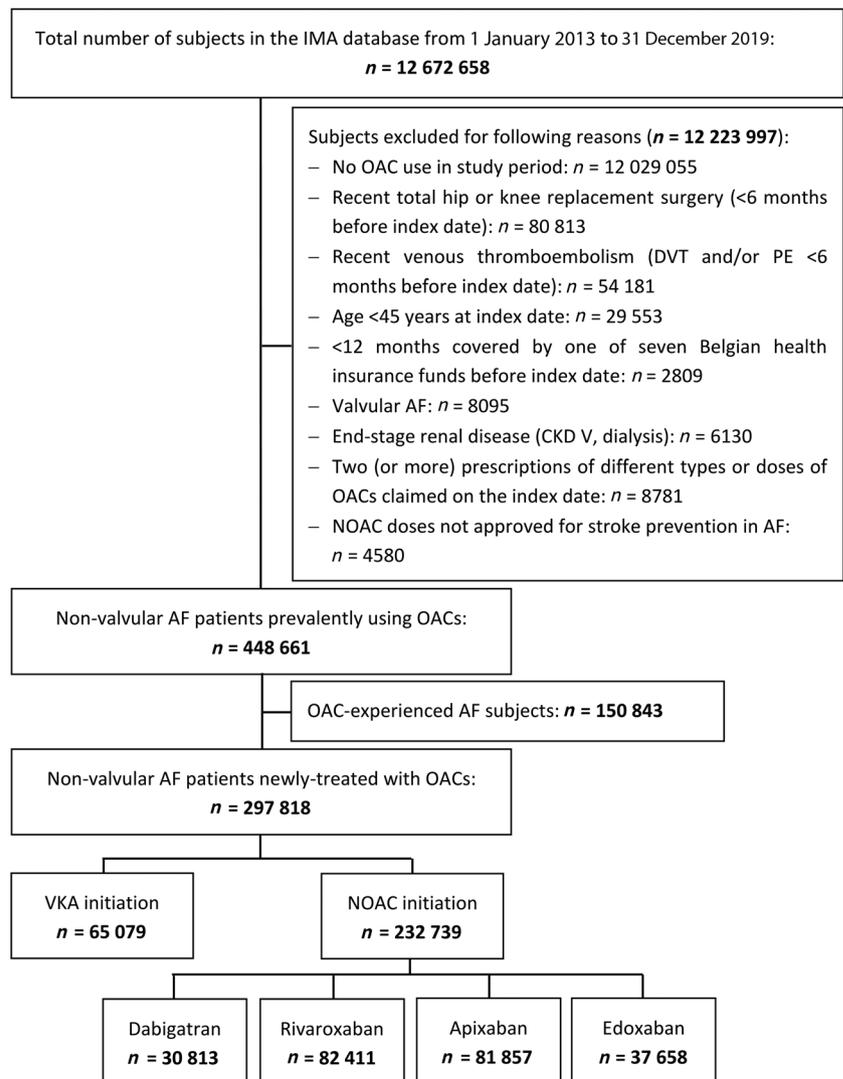 Total number of subjects in the IMA database from 1 January 2013 to 31 December 2019:
n = 12 672 658
Subjects excluded for following reasons (n = 12 223 997):
– No OAC use in study period: n = 12 029 055
– Recent total hip or knee replacement surgery (<6 months
before index date): n = 80 813
– Recent venous thromboembolism (DVT and/or PE <6
months before index date): n = 54 181
– Age <45 years at index date: n = 29 553
– <12 months covered by one of seven Belgian health
insurance funds before index date: n = 2809
– Valvular AF: n = 8095
– End-stage renal disease (CKD V, dialysis): n = 6130
– Two (or more) prescriptions of different types or doses of
OACs claimed on the index date: n = 8781
– NOAC doses not approved for stroke prevention in AF:
n = 4580
Non-valvular AF patients prevalently using OACs:
n = 448 661
OAC-experienced AF subjects: n = 150 843
Non-valvular AF patients newly-treated with OACs:
n = 297 818
VKA initiation
n = 65 079
NOAC initiation
n = 232 739
Dabigatran
n = 30 813
Rivaroxaban
n = 82 411
Apixaban
n = 81 857
Edoxaban
n = 37 658